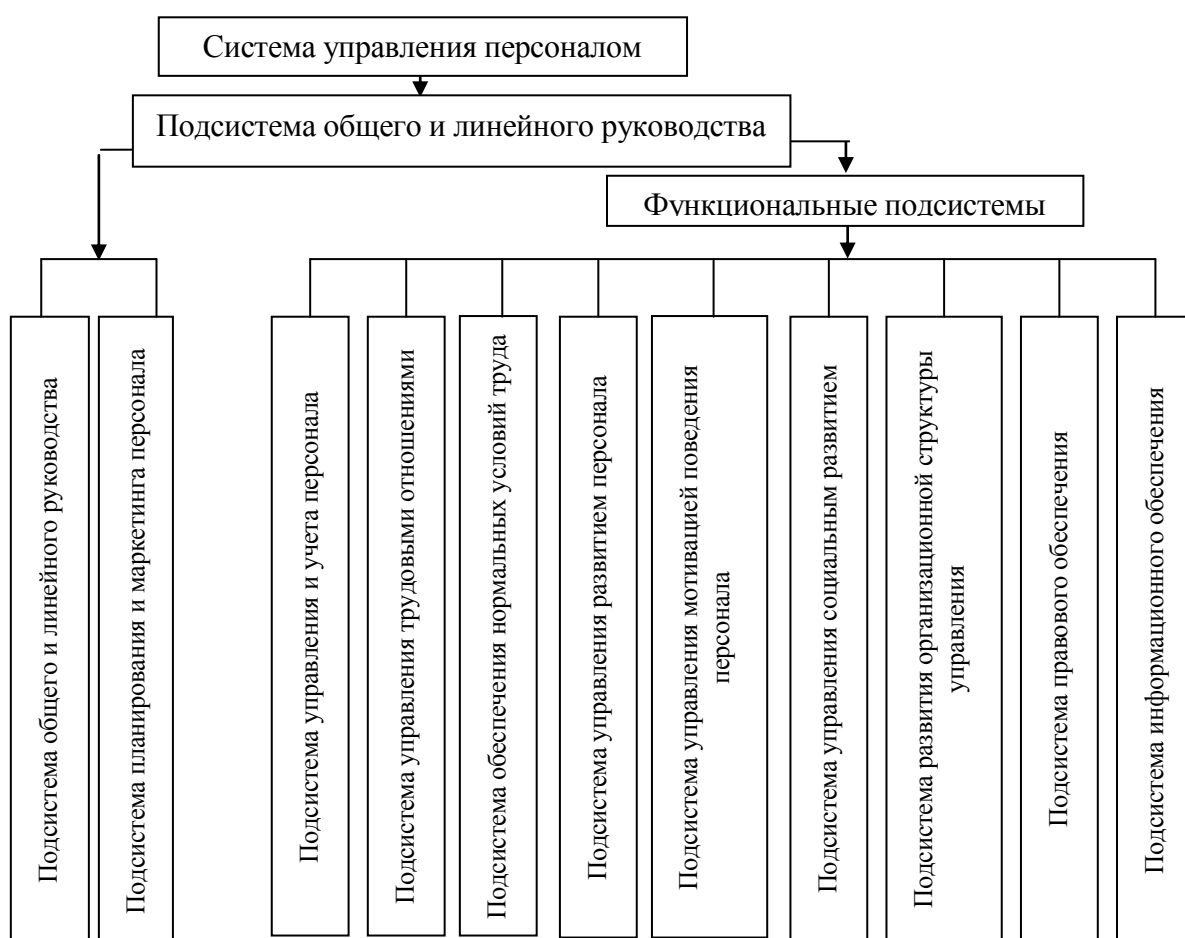 Система управления персоналом
Подсистема общего и линейного руководства
Функциональные подсистемы
Подсистема общего и линейного руководства
Подсистема планирования и маркетинга персонала
Подсистема управления и учета персонала
Подсистема управления трудовыми отношениями
Подсистема обеспечения нормальных условий труда
Подсистема управления развитием персонала
Подсистема управления мотивацией поведения
персонала
Подсистема управления социальным развитием
Подсистема развития организационной структуры
управления
Подсистема правового обеспечения
Подсистема информационного обеспечения